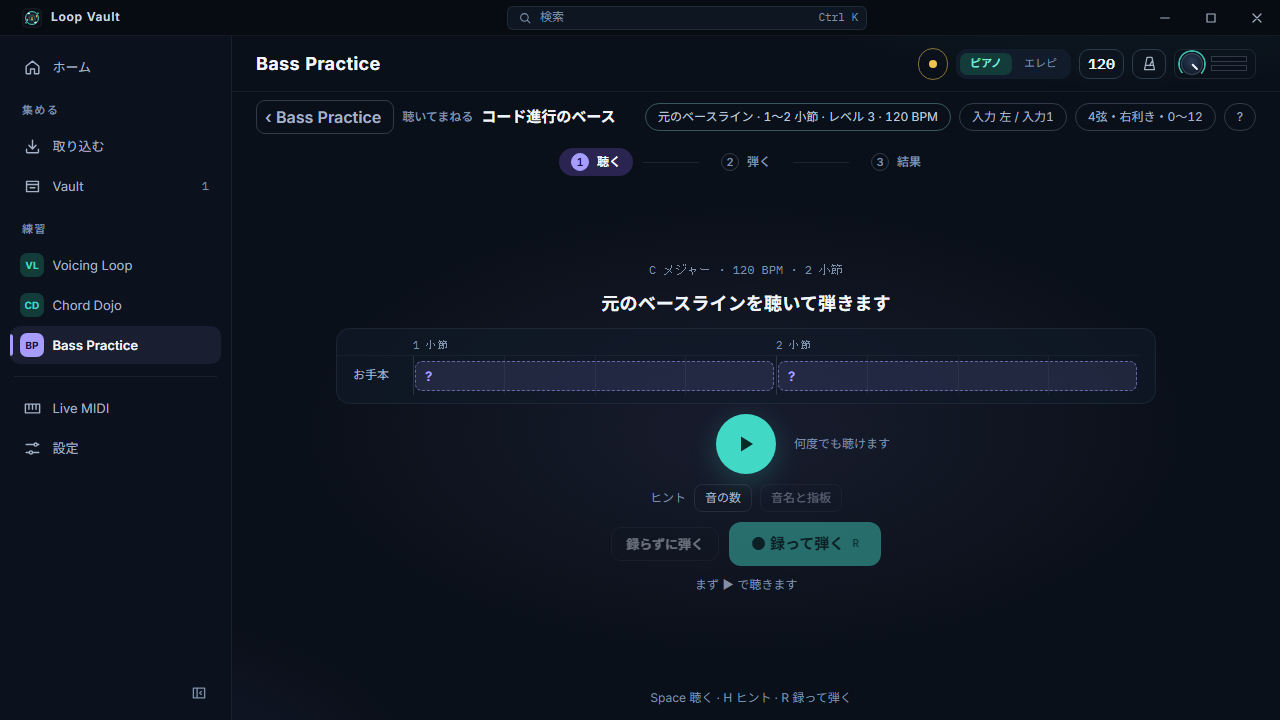 Loop Vault
検索
Ctrl K
ホーム
集める
取り込む
Vault
1
練習
VL
Voicing Loop
CD
Chord Dojo
BP
Bass Practice
Live MIDI
設定
Bass Practice
ピアノ
エレピ
120
‹ Bass Practice
聴いてまねる
コード進行のベース
元のベースライン · 1〜2 小節 · レベル 3 · 120 BPM
入力 左 / 入力1
4弦・右利き・0〜12
?
1 聴く
2 弾く
3 結果
C メジャー · 120 BPM · 2 小節
元のベースラインを聴いて弾きます
1 小節
2 小節
お手本
?
?
何度でも聴けます
ヒント
音の数
音名と指板
録らずに弾く
● 録って弾く R
まず ▶ で聴きます
Space 聴く · H ヒント · R 録って弾く